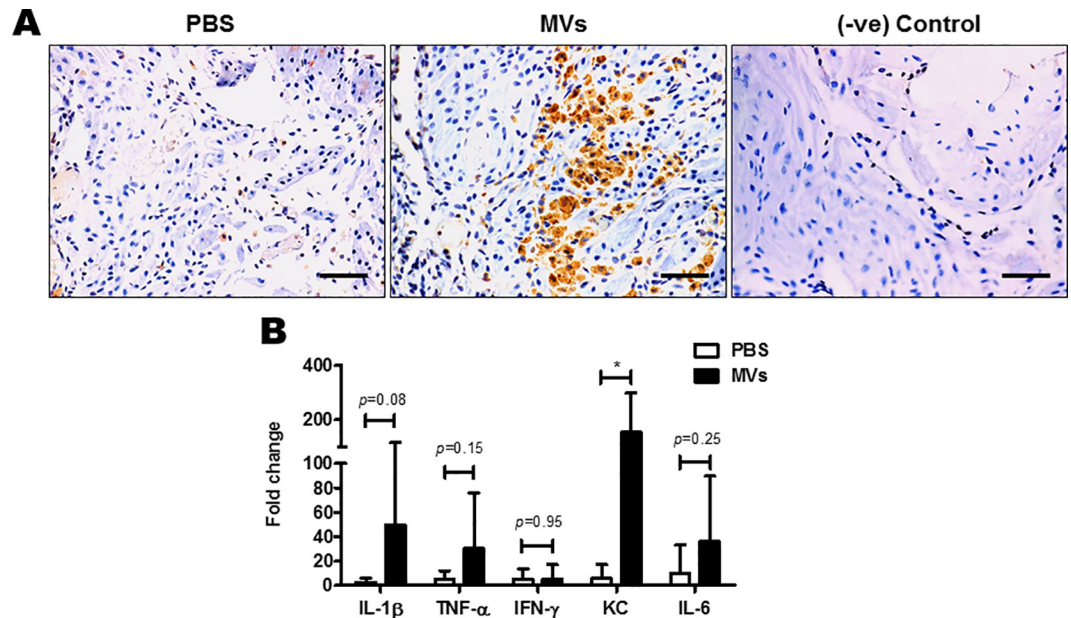 A
PBS
MVs
(-ve) Control
B
PBS
MVs
Fold change
400
200
100
80
60
40
20
0
p=0.08
p=0.15
p=0.95
*
p=0.25
IL-1β
TNF-α
IFN-γ
KC
IL-6